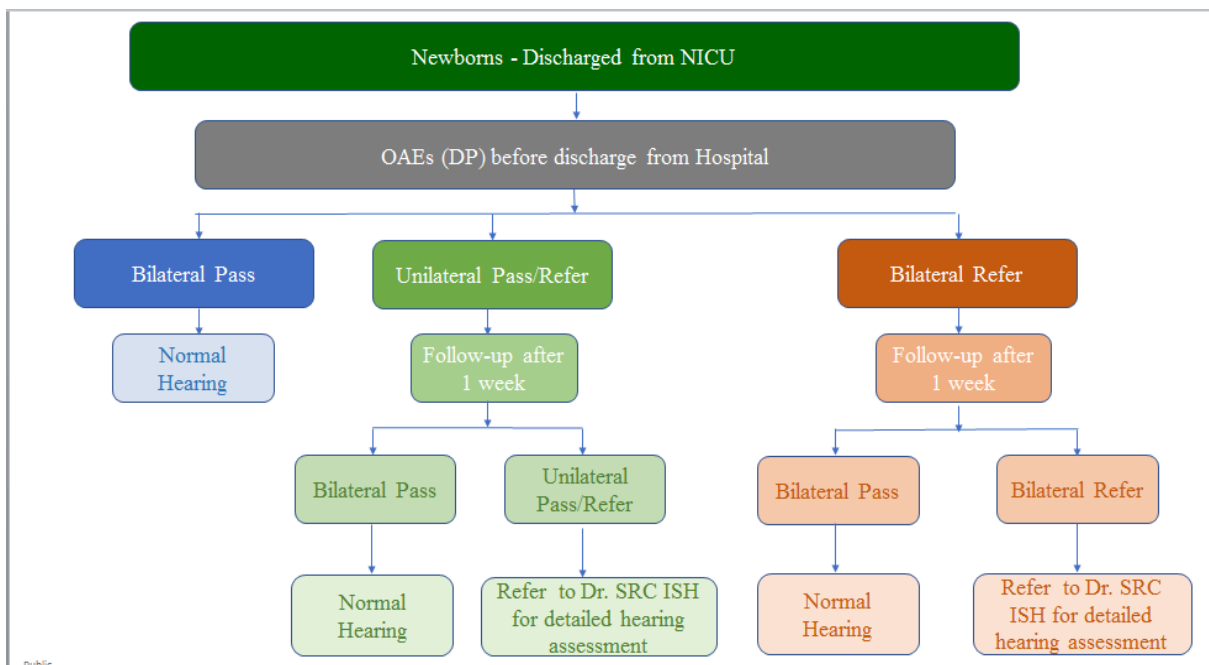 Newborns - Discharged from NICU
OAEs (DP) before discharge from Hospital
Bilateral Pass
Unilateral Pass/Refer
Bilateral Refer
Normal
Hearing
Follow-up after
1 week
Follow-up after
1 week
Bilateral Pass
Unilateral
Pass/Refer
Bilateral Pass
Bilateral Refer
Normal
Hearing
Refer to Dr. SRC ISH
for detailed hearing
assessment
Normal
Hearing
Refer to Dr. SRC
ISH for detailed
hearing assessment
Public